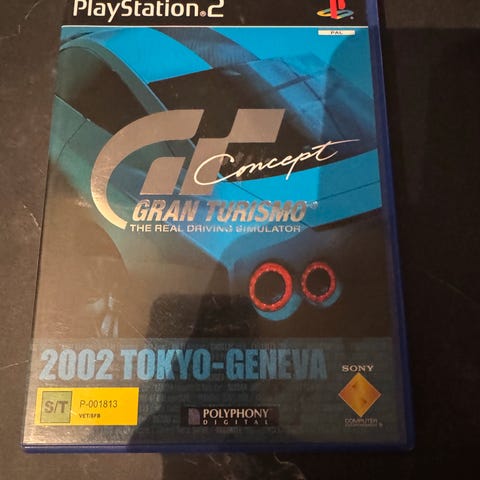 PlayStation®2
PAL
GT Concept
GRAN TURISMO®
THE REAL DRIVING SIMULATOR
2002 TOKYO-GENEVA
SONY
S/T
P-001813
VET/SFB
POLYPHONY
DIGITAL
COMPUTER
ENTERTAINMENT